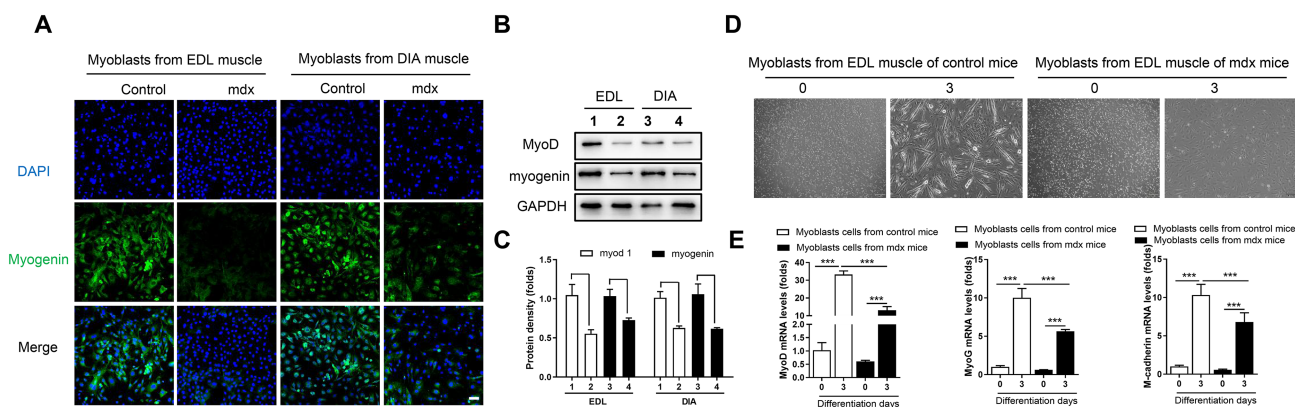 A
Myoblasts from EDL muscle
Myoblasts from DIA muscle
Control
mdx
Control
mdx
DAPI
Myogenin
Merge
B
EDL
DIA
1
2
3
4
MyoD
myogenin
GAPDH
C
myod 1
myogenin
Protein density (folds)
1.5
1.0
0.5
0.0
1
2
3
4
1
2
3
4
EDL
DIA
D
Myoblasts from EDL muscle of control mice
Myoblasts from EDL muscle of mdx mice
0
3
0
3
E
Myoblasts cells from control mice
Myoblasts cells from mdx mice
MyoD mRNA levels (folds)
40
30
20
10
2.0
1.5
1.0
0.5
0.0
***
***
***
0
3
0
3
Differentiation days
Myoblasts cells from control mice
Myoblasts cells from mdx mice
MyoG mRNA levels (folds)
15
10
5
0
***
***
***
0
3
0
3
Differentiation days
Myoblasts cells from control mice
Myoblasts cells from mdx mice
M-cadherin mRNA levels (folds)
15
10
5
0
***
***
***
0
3
0
3
Differentiation days